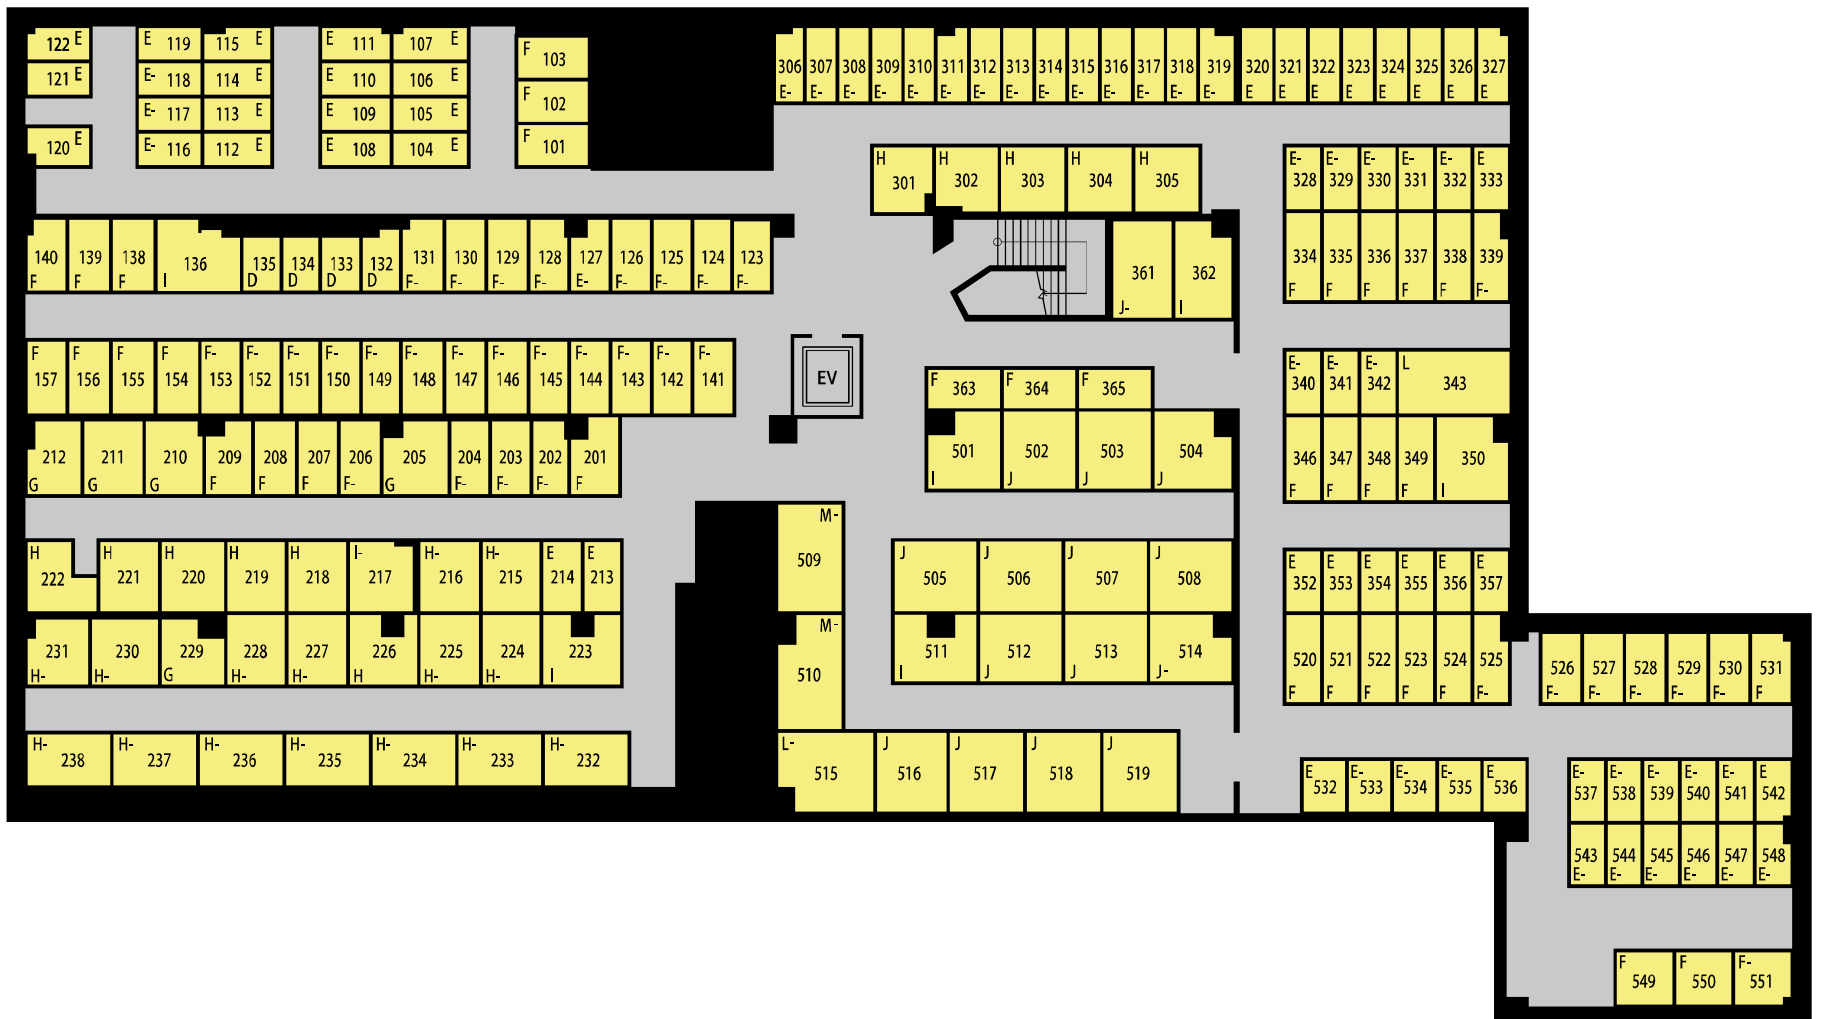 122 E
E 119
115 E
E 111
107 E
F 103
121 E
E- 118
114 E
E 110
106 E
F 102
E- 117
113 E
E 109
105 E
120 E
E- 116
112 E
E 108
104 E
F 101
306 E-
307 E-
308 E-
309 E-
310 E-
311 E-
312 E-
313 E-
314 E-
315 E-
316 E-
317 E-
318 E-
319 E-
320 E
321 E
322 E
323 E
324 E
325 E
326 E
327 E
H 301
H 302
H 303
H 304
H 305
E- 328
E- 329
E- 330
E- 331
E- 332
E 333
334 F
335 F
336 F
337 F
338 F
339 F-
140 F
139 F
138 F
136 I
135 D
134 D
133 D
132 D
131 F-
130 F-
129 F-
128 F-
127 E-
126 F-
125 F-
124 F-
123 F-
361 J-
362 I
F 157
F 156
F 155
F 154
F- 153
F- 152
F- 151
F- 150
F- 149
F- 148
F- 147
F- 146
F- 145
F- 144
F- 143
F- 142
F- 141
EV
F 363
F 364
F 365
E- 340
E- 341
E- 342
L 343
212 G
211 G
210 G
209 F
208 F
207 F
206 F-
205 G
204 F-
203 F-
202 F-
201 F
501 I
502 J
503 J
504 J
346 F
347 F
348 F
349 F
350 I
M- 509
H 222
H 221
H 220
H 219
H 218
I- 217
H- 216
H- 215
E 214
E 213
J 505
J 506
J 507
J 508
E 352
E 353
E 354
E 355
E 356
E 357
231 H-
230 H-
229 G
228 H-
227 H-
226 H
225 H-
224 H-
223 I
M- 510
511 I
512 J
513 J
514 J-
520 F
521 F
522 F
523 F
524 F
525 F-
526 F-
527 F-
528 F-
529 F-
530 F-
531 F
H- 238
H- 237
H- 236
H- 235
H- 234
H- 233
H- 232
L- 515
J 516
J 517
J 518
J 519
E 532
E- 533
E- 534
E- 535
E 536
E- 537
E- 538
E- 539
E- 540
E- 541
E 542
543 E-
544 E-
545 E-
546 E-
547 E-
548 E-
F 549
F 550
F- 551